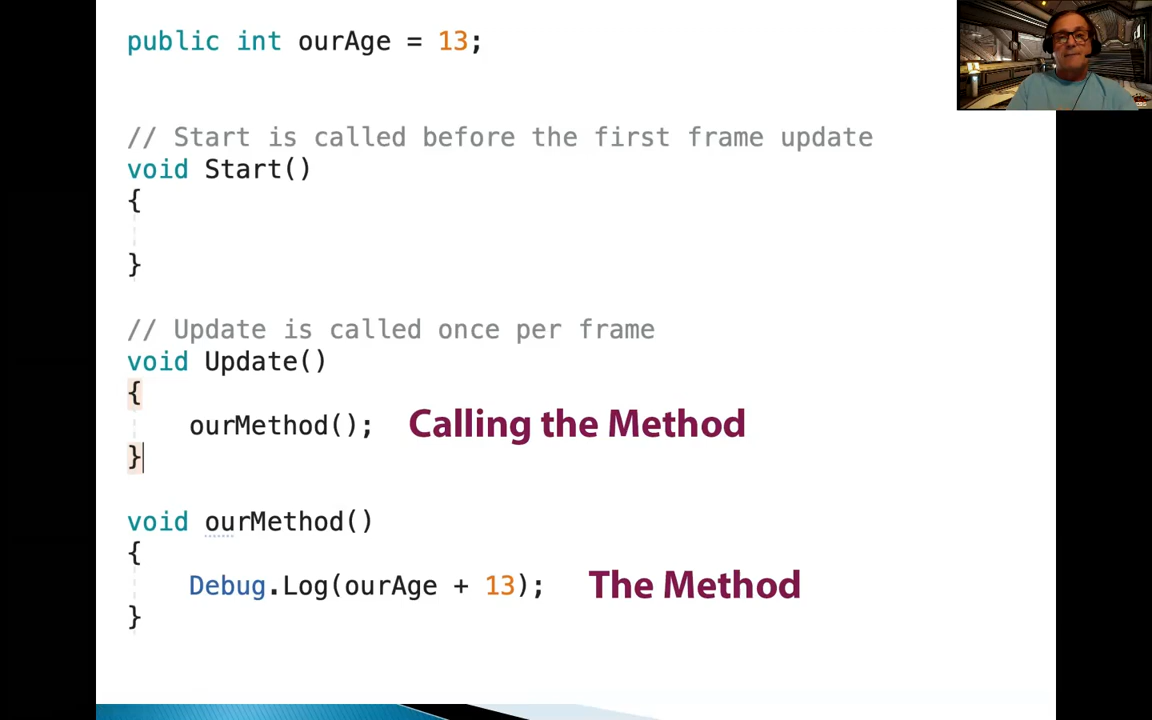 public int ourAge = 13;
// Start is called before the first frame update
void Start()
{
}
// Update is called once per frame
void Update()
{
ourMethod(); Calling the Method
}
void ourMethod()
{
Debug.Log(ourAge + 13); The Method
}